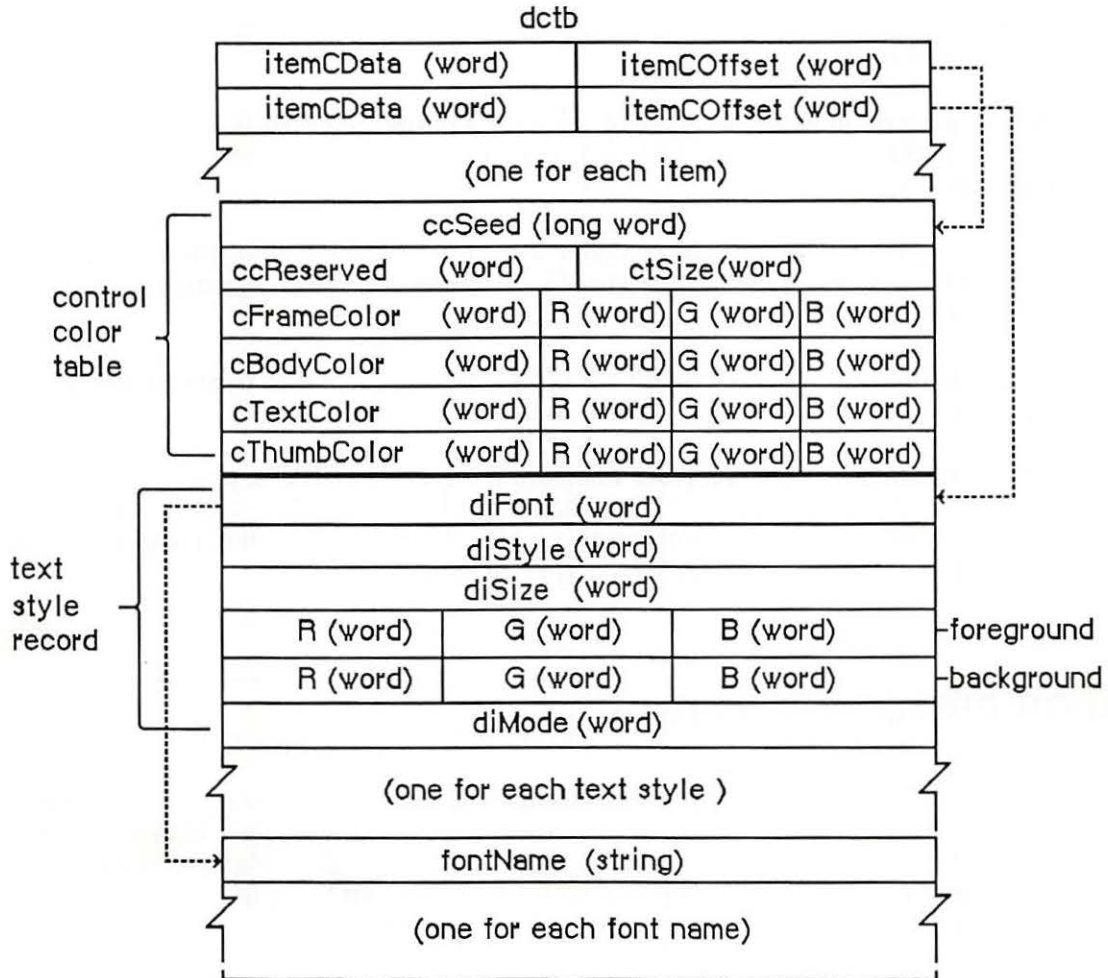 dctb
itemCData (word) itemCOffset (word)
itemCData (word) itemCOffset (word)
(one for each item)
ccSeed (long word)
ccReserved (word) ctSize(word)
cFrameColor (word) R (word) G (word) B (word)
cBodyColor (word) R (word) G (word) B (word)
cTextColor (word) R (word) G (word) B (word)
cThumbColor (word) R (word) G (word) B (word)
control
color
table
diFont (word)
diStyle (word)
diSize (word)
R (word) G (word) B (word) foreground
R (word) G (word) B (word) background
diMode (word)
text
style
record
(one for each text style )
fontName (string)
(one for each font name)